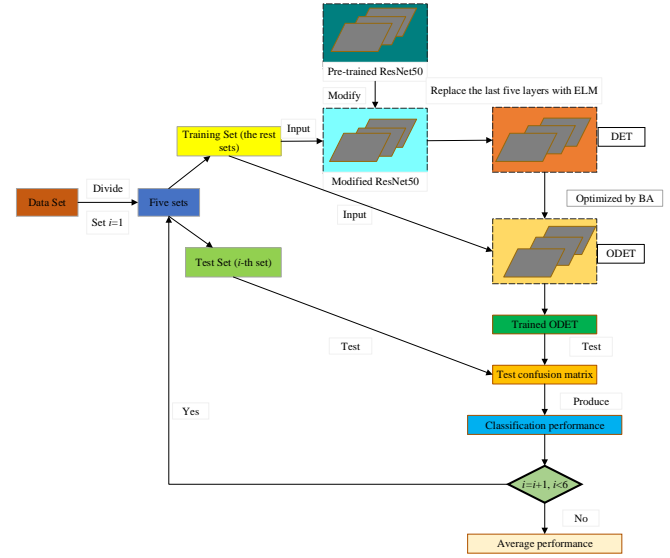 Pre-trained ResNet50
Modify
Replace the last five layers with ELM
Training Set (the rest
sets)
Input
DET
Modified ResNet50
Divide
Data Set
Five sets
Set i=1
Optimized by BA
Input
Test Set (i-th set)
ODET
Trained ODET
Test
Test
Test confusion matrix
Produce
Yes
Classification performance
i=i+1, i<6
No
Average performance